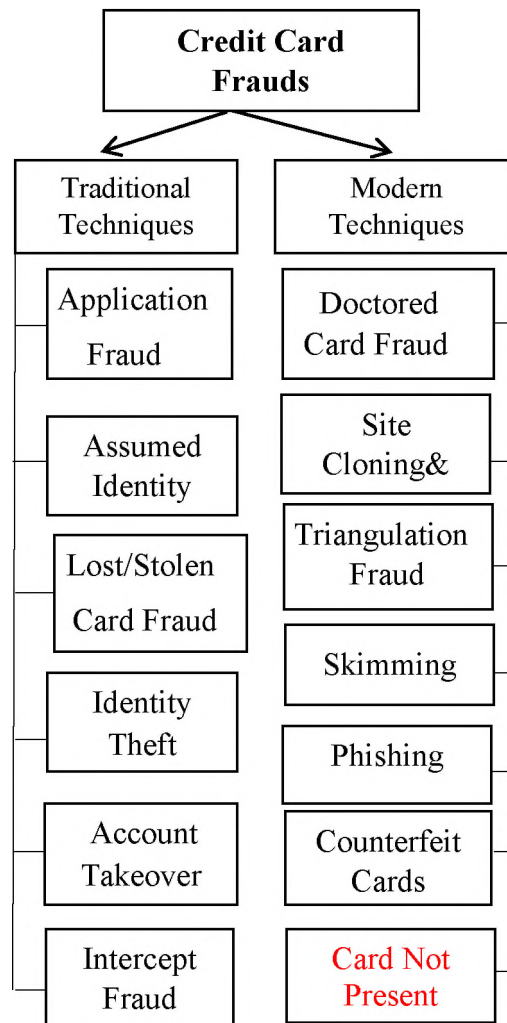 Credit Card
Frauds
Traditional
Techniques
Application
Fraud
Assumed
Identity
Lost/Stolen
Card Fraud
Identity
Theft
Account
Takeover
Intercept
Fraud
Modern
Techniques
Doctored
Card Fraud
Site
Cloning&
Triangulation
Fraud
Skimming
Phishing
Counterfeit
Cards
Card Not
Present